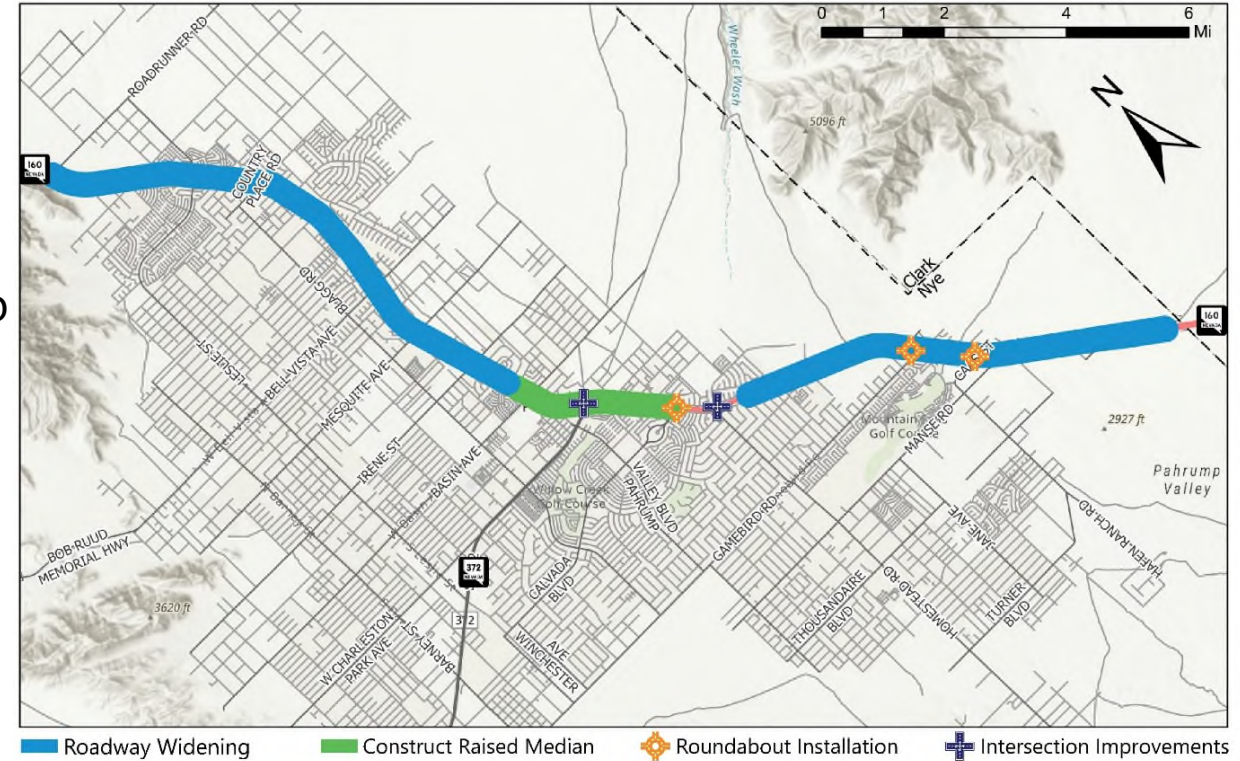 0 1 2 4 6
Mi
N
ROADRUNNER RD
Wheeler Wash
5096 ft
160
NEVADA
COUNTRY
PLACE RD
Clark
Nye
160
NEVADA
BLAGG RD
LESLIE ST
BELL VISTA AVE
MESQUITE AVE
IRENE ST
BASIN AVE
Mountain
Golf Course
MANSE RD
2927 ft
Pahrump
Valley
Willow Creek
Golf Course
VALLEY BLVD
PAHRUMP
GAMEBIRD RD
JANE AVE
HAFEN RANCH RD
BOB RUUD
MEMORIAL HWY
372
NEVADA
CALVADA
BLVD
THOUSANDAIRE
BLVD
HOMESTEAD RD
TURNER
BLVD
3620 ft
372
W CHARLESTON
PARK AVE
BARNEY ST
AVE
WINCHESTER
Roadway Widening
Construct Raised Median
Roundabout Installation
Intersection Improvements